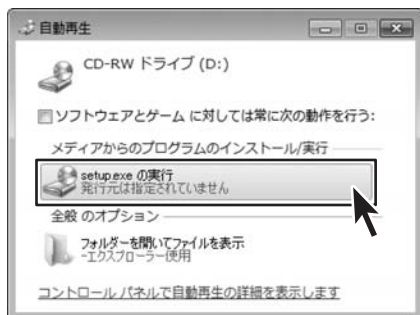 自動再生
CD-RW ドライブ (D:)
ソフトウェアとゲーム に対しては常に次の動作を行う:
メディアからのプログラムのインストール/実行
setup.exe の実行
発行元は指定されていません
全般 のオプション
フォルダーを開いてファイルを表示
-エクスプローラー使用
コントロール パネルで自動再生の詳細を表示します